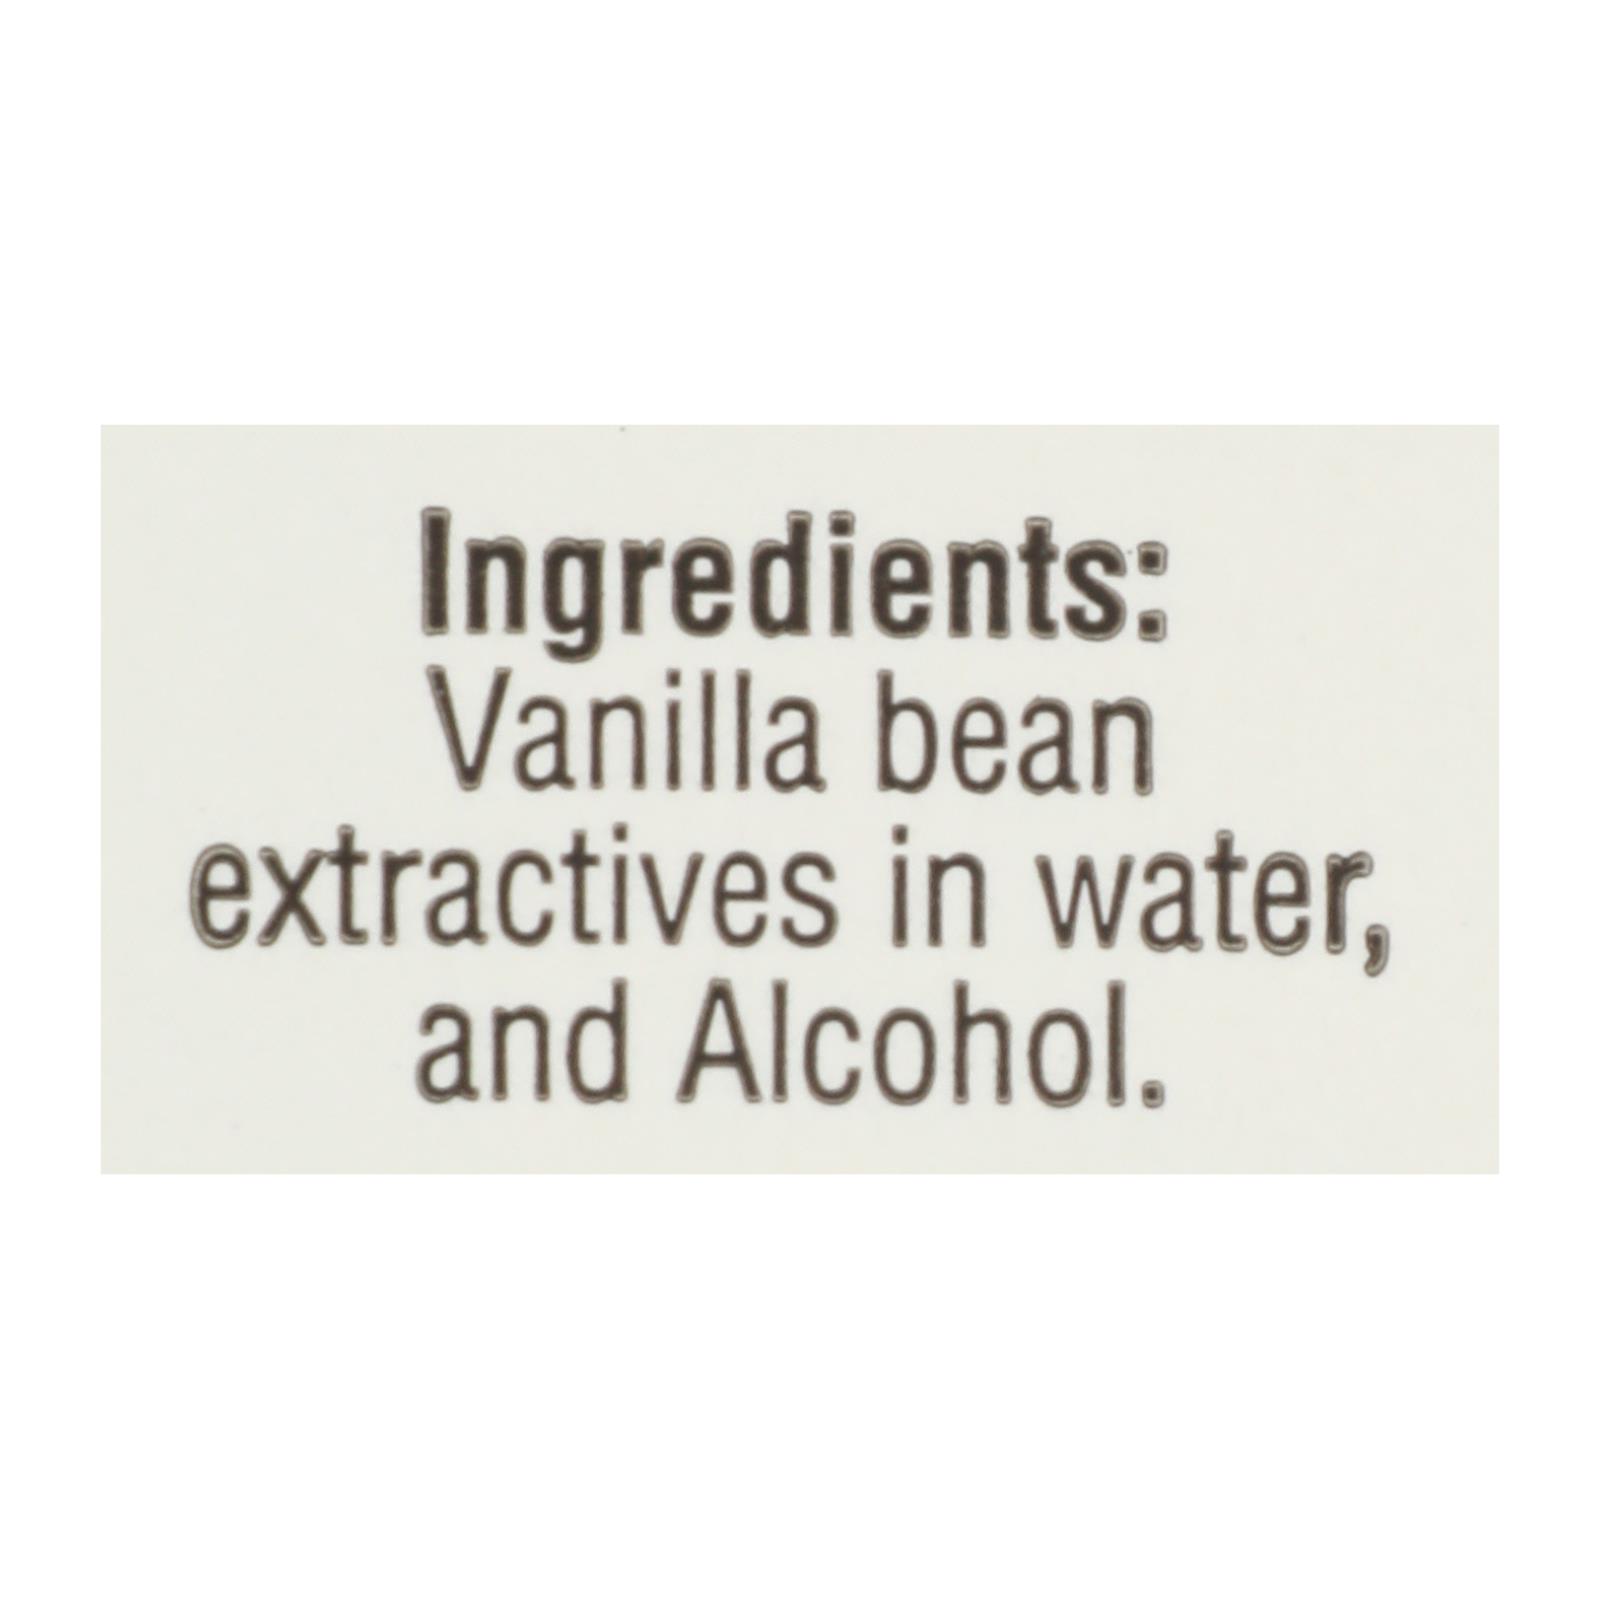 Ingredients:
Vanilla bean
extractives in water,
and Alcohol.